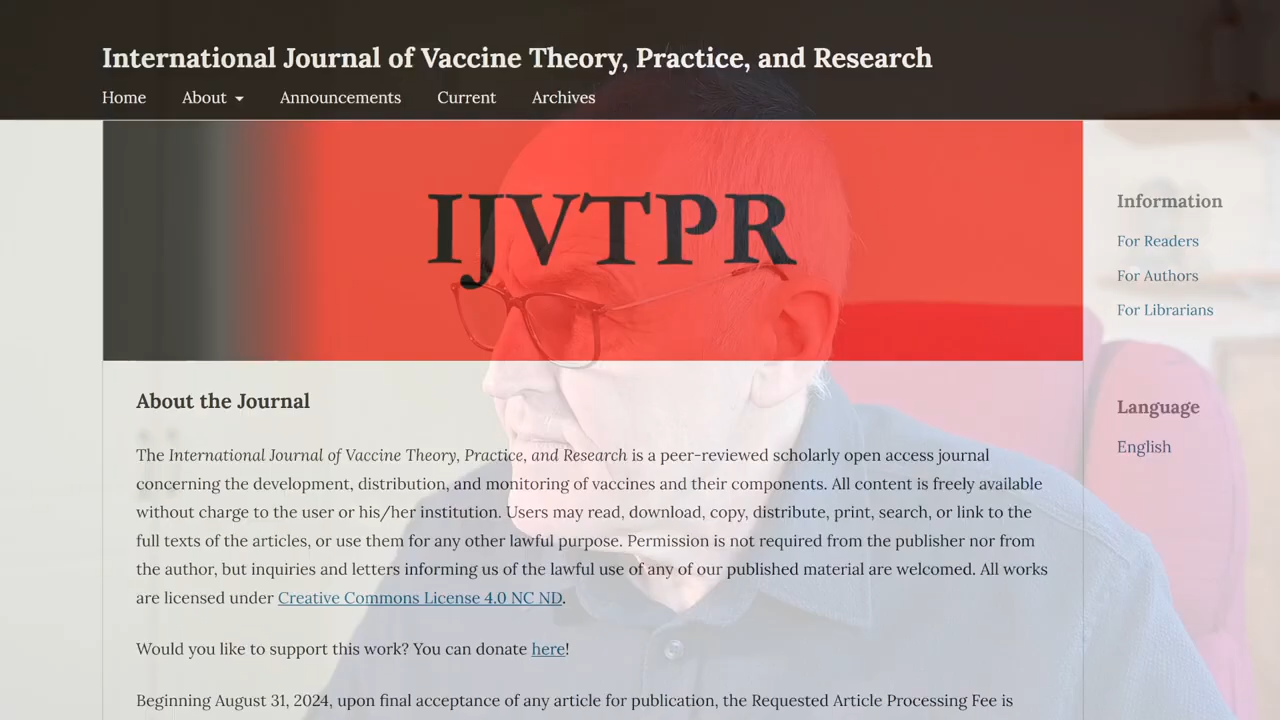 International Journal of Vaccine Theory, Practice, and Research
Home About Announcements Current Archives
IJVTPR
Information
For Readers
For Authors
For Librarians
Language
English
About the Journal
The International Journal of Vaccine Theory, Practice, and Research is a peer-reviewed scholarly open access journal
concerning the development, distribution, and monitoring of vaccines and their components. All content is freely available
without charge to the user or his/her institution. Users may read, download, copy, distribute, print, search, or link to the
full texts of the articles, or use them for any other lawful purpose. Permission is not required from the publisher nor from
the author, but inquiries and letters informing us of the lawful use of any of our published material are welcomed. All works
are licensed under Creative Commons License 4.0 NC ND.
Would you like to support this work? You can donate here!
Beginning August 31, 2024, upon final acceptance of any article for publication, the Requested Article Processing Fee is